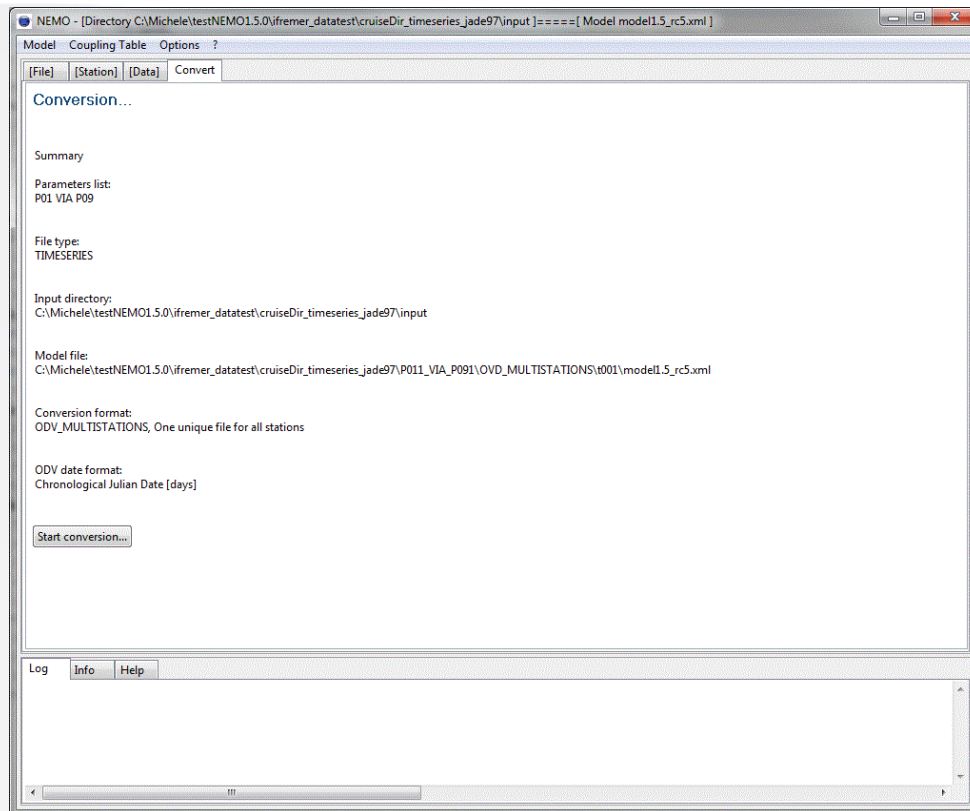 NEMO - [Directory C:\Michele\testNEMO1.5.0\ifremer_datatest\cruiseDir_timeseries_jade97\input ]=====[ Model model1.5_rc5.xml ]
Model Coupling Table Options ?
[File] [Station] [Data] Convert
Conversion...
Summary
Parameters list:
P01 VIA P09
File type:
TIMESERIES
Input directory:
C:\Michele\testNEMO1.5.0\ifremer_datatest\cruiseDir_timeseries_jade97\input
Model file:
C:\Michele\testNEMO1.5.0\ifremer_datatest\cruiseDir_timeseries_jade97\P011_VIA_P091\OVD_MULTISTATIONS\t001\model1.5_rc5.xml
Conversion format:
ODV_MULTISTATIONS, One unique file for all stations
ODV date format:
Chronological Julian Date [days]
Start conversion...
Log Info Help